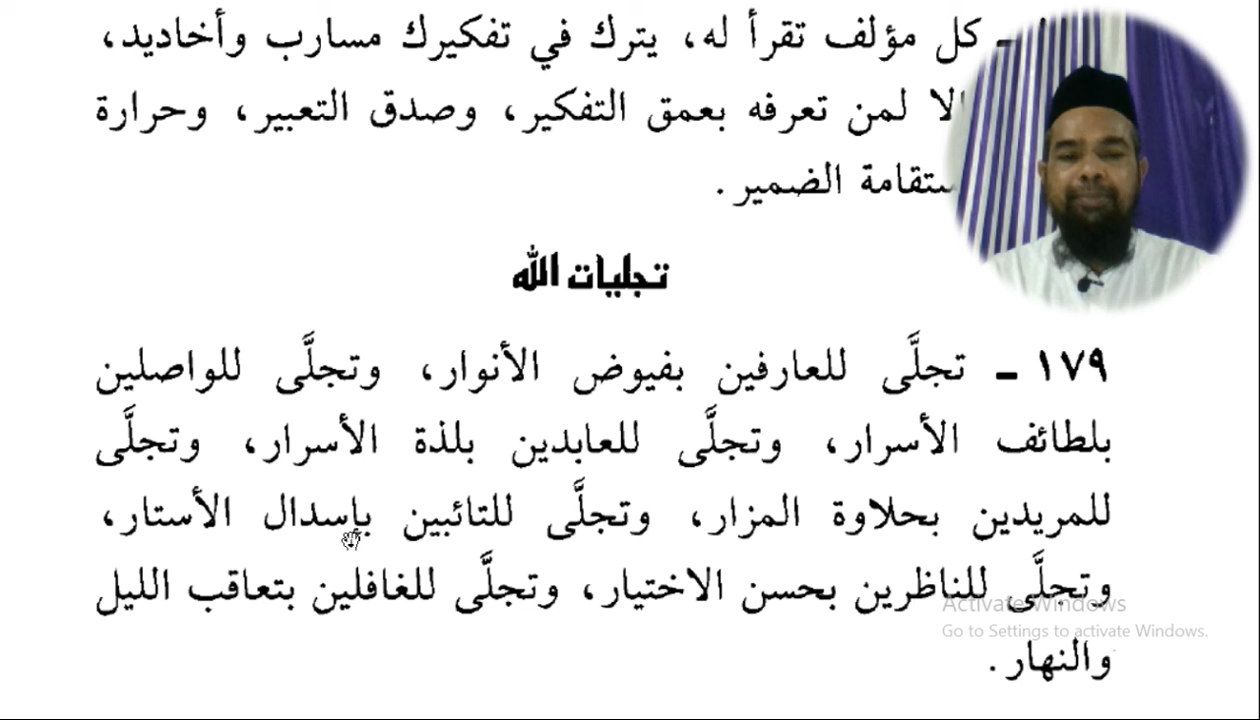 ـ كل مؤلف تقرأ له، يترك في تفكيرك مسارب وأخاديد،
لمن تعرفه بعمق التفكير، وصدق التعبير، وحرارة
الضمير.
تجليات الله
١٧٩ ـ تجلَّى للعارفين بفيوض الأنوار، وتجلَّى للواصلين
بلطائف الأسرار، وتجلَّى للعابدين بلذة الأسرار، وتجلَّى
للمريدين بحلاوة المزار، وتجلَّى للتائبين بإسدال الأستار،
وتجلَّى للناظرين بحسن الاختيار، وتجلَّى للغافلين بتعاقب الليل
والنهار.
Activate Windows
Go to Settings to activate Windows.